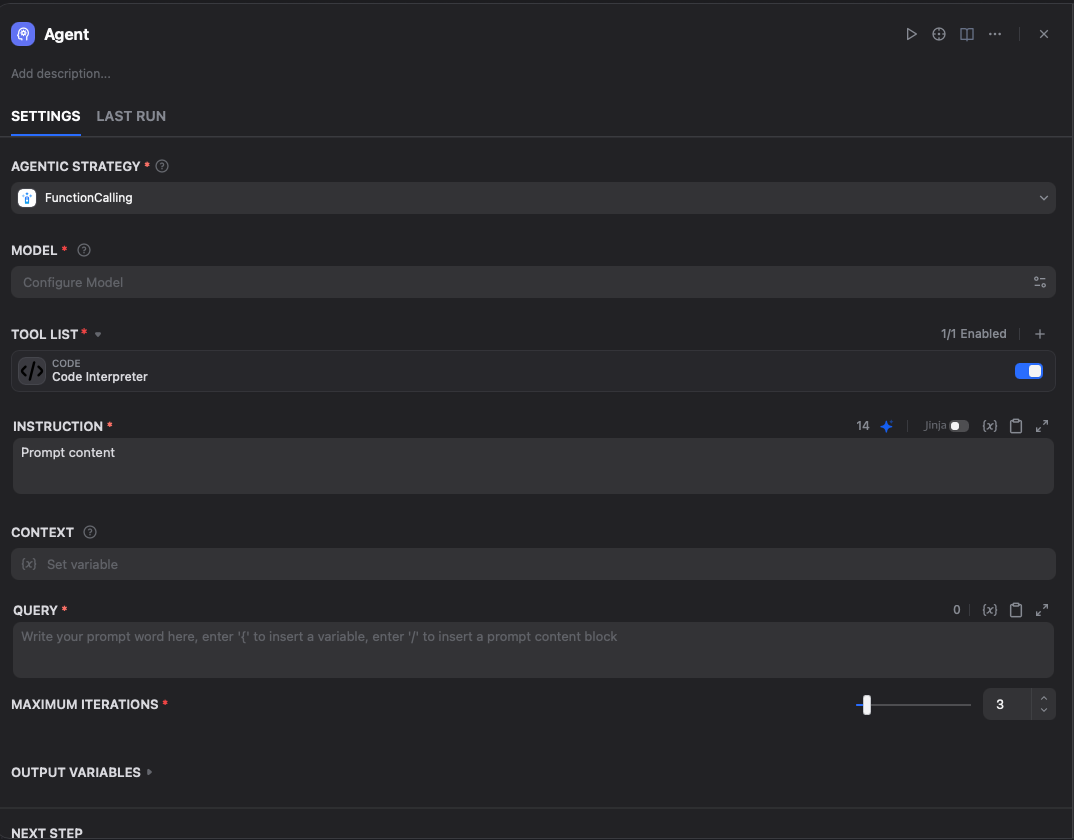 Agent
Add description...
SETTINGS LAST RUN
AGENTIC STRATEGY *
FunctionCalling
MODEL *
Configure Model
TOOL LIST * 1/1 Enabled
CODE
Code Interpreter
INSTRUCTION * 14 Jinja {x}
Prompt content
CONTEXT
{x} Set variable
QUERY * 0 {x}
Write your prompt word here, enter '{' to insert a variable, enter '/' to insert a prompt content block
MAXIMUM ITERATIONS * 3
OUTPUT VARIABLES
NEXT STEP